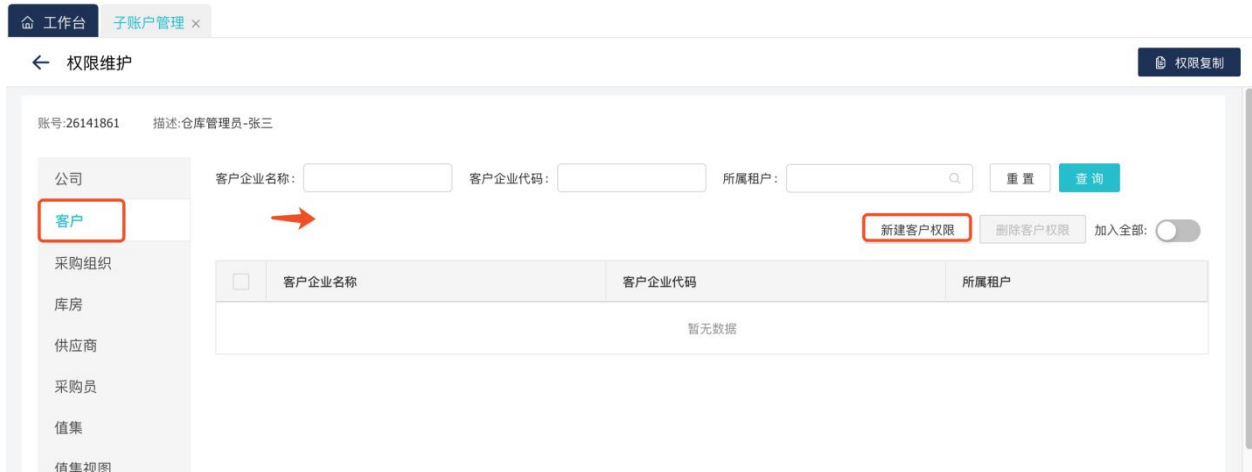 工作台 子账户管理 ×
权限维护 权限复制
账号:26141861 描述:仓库管理员-张三
公司 客户企业名称: 客户企业代码: 所属租户: 重置 查询
客户 新建客户权限 删除客户权限 加入全部:
采购组织 客户企业名称 客户企业代码 所属租户
库房 暂无数据
供应商
采购员
值集
值集视图